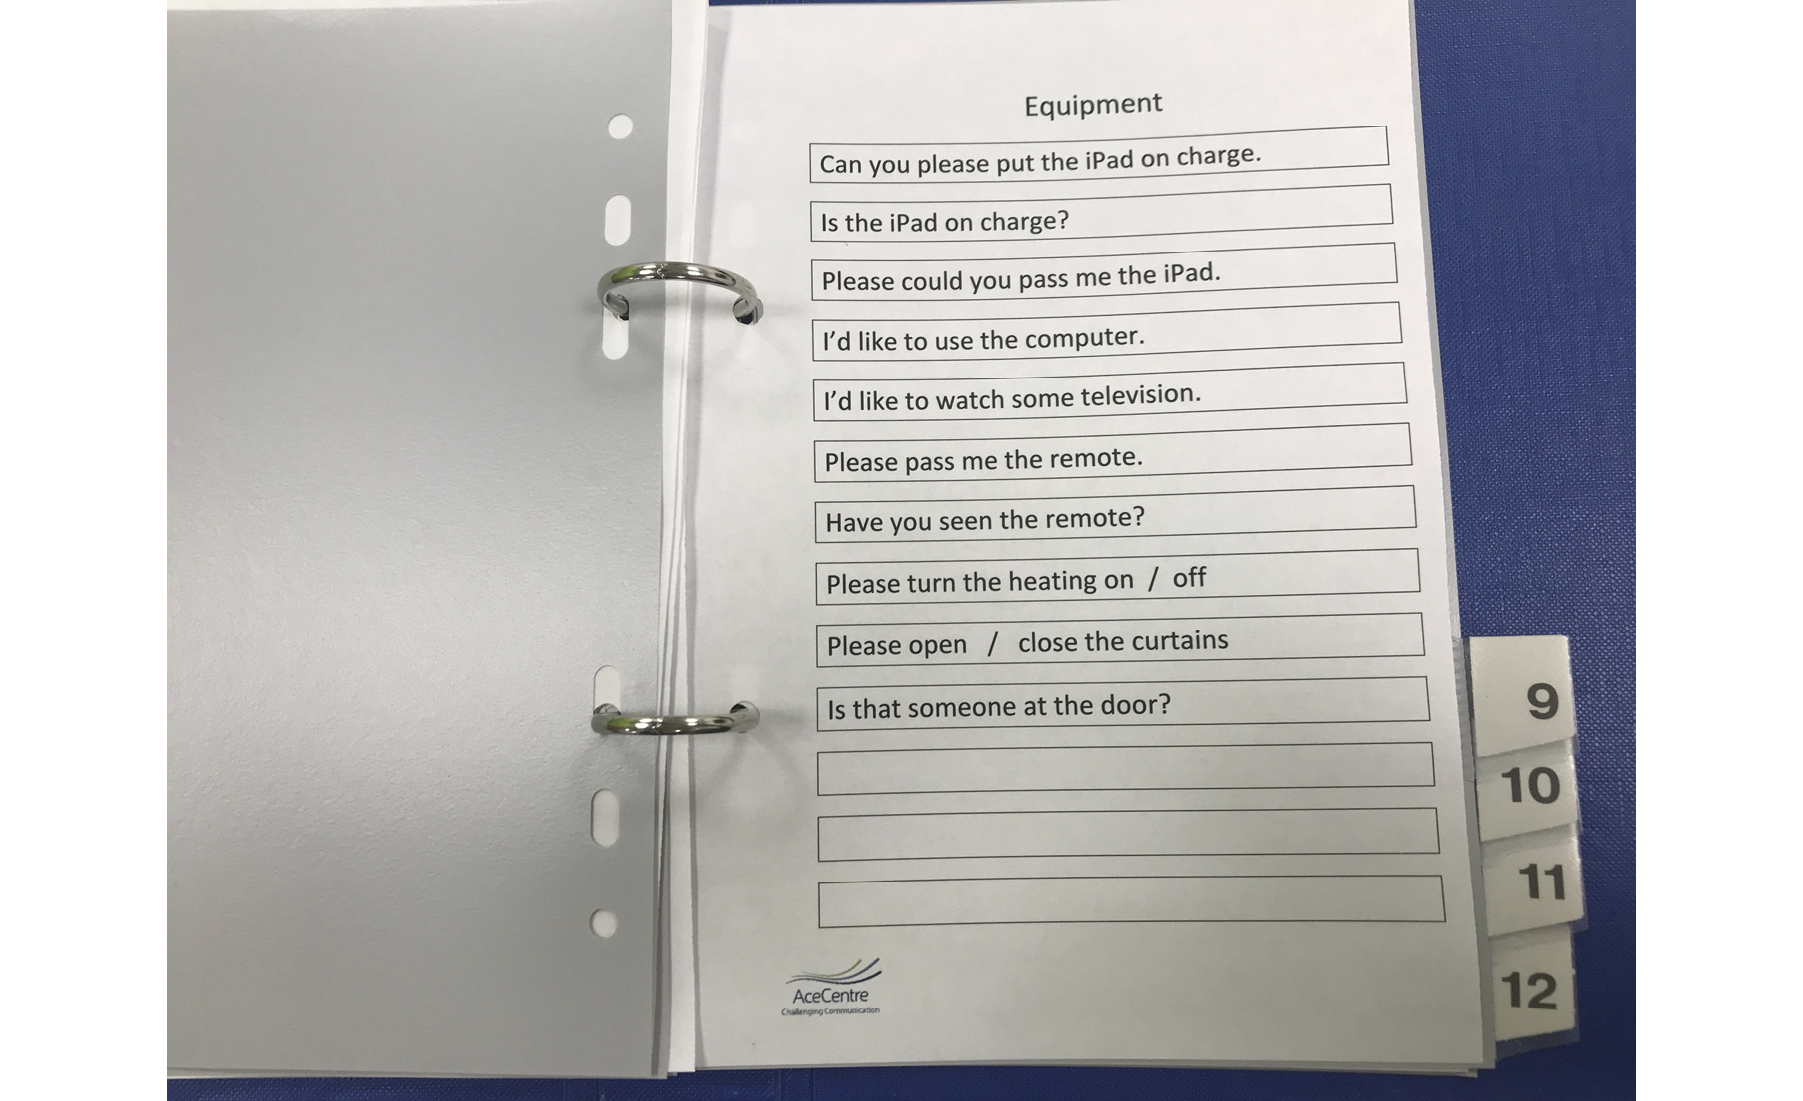 Equipment
Can you please put the iPad on charge.
Is the iPad on charge?
Please could you pass me the iPad.
I’d like to use the computer.
I’d like to watch some television.
Please pass me the remote.
Have you seen the remote?
Please turn the heating on / off
Please open / close the curtains
Is that someone at the door?
9
10
11
12
AceCentre
Challenging Communication